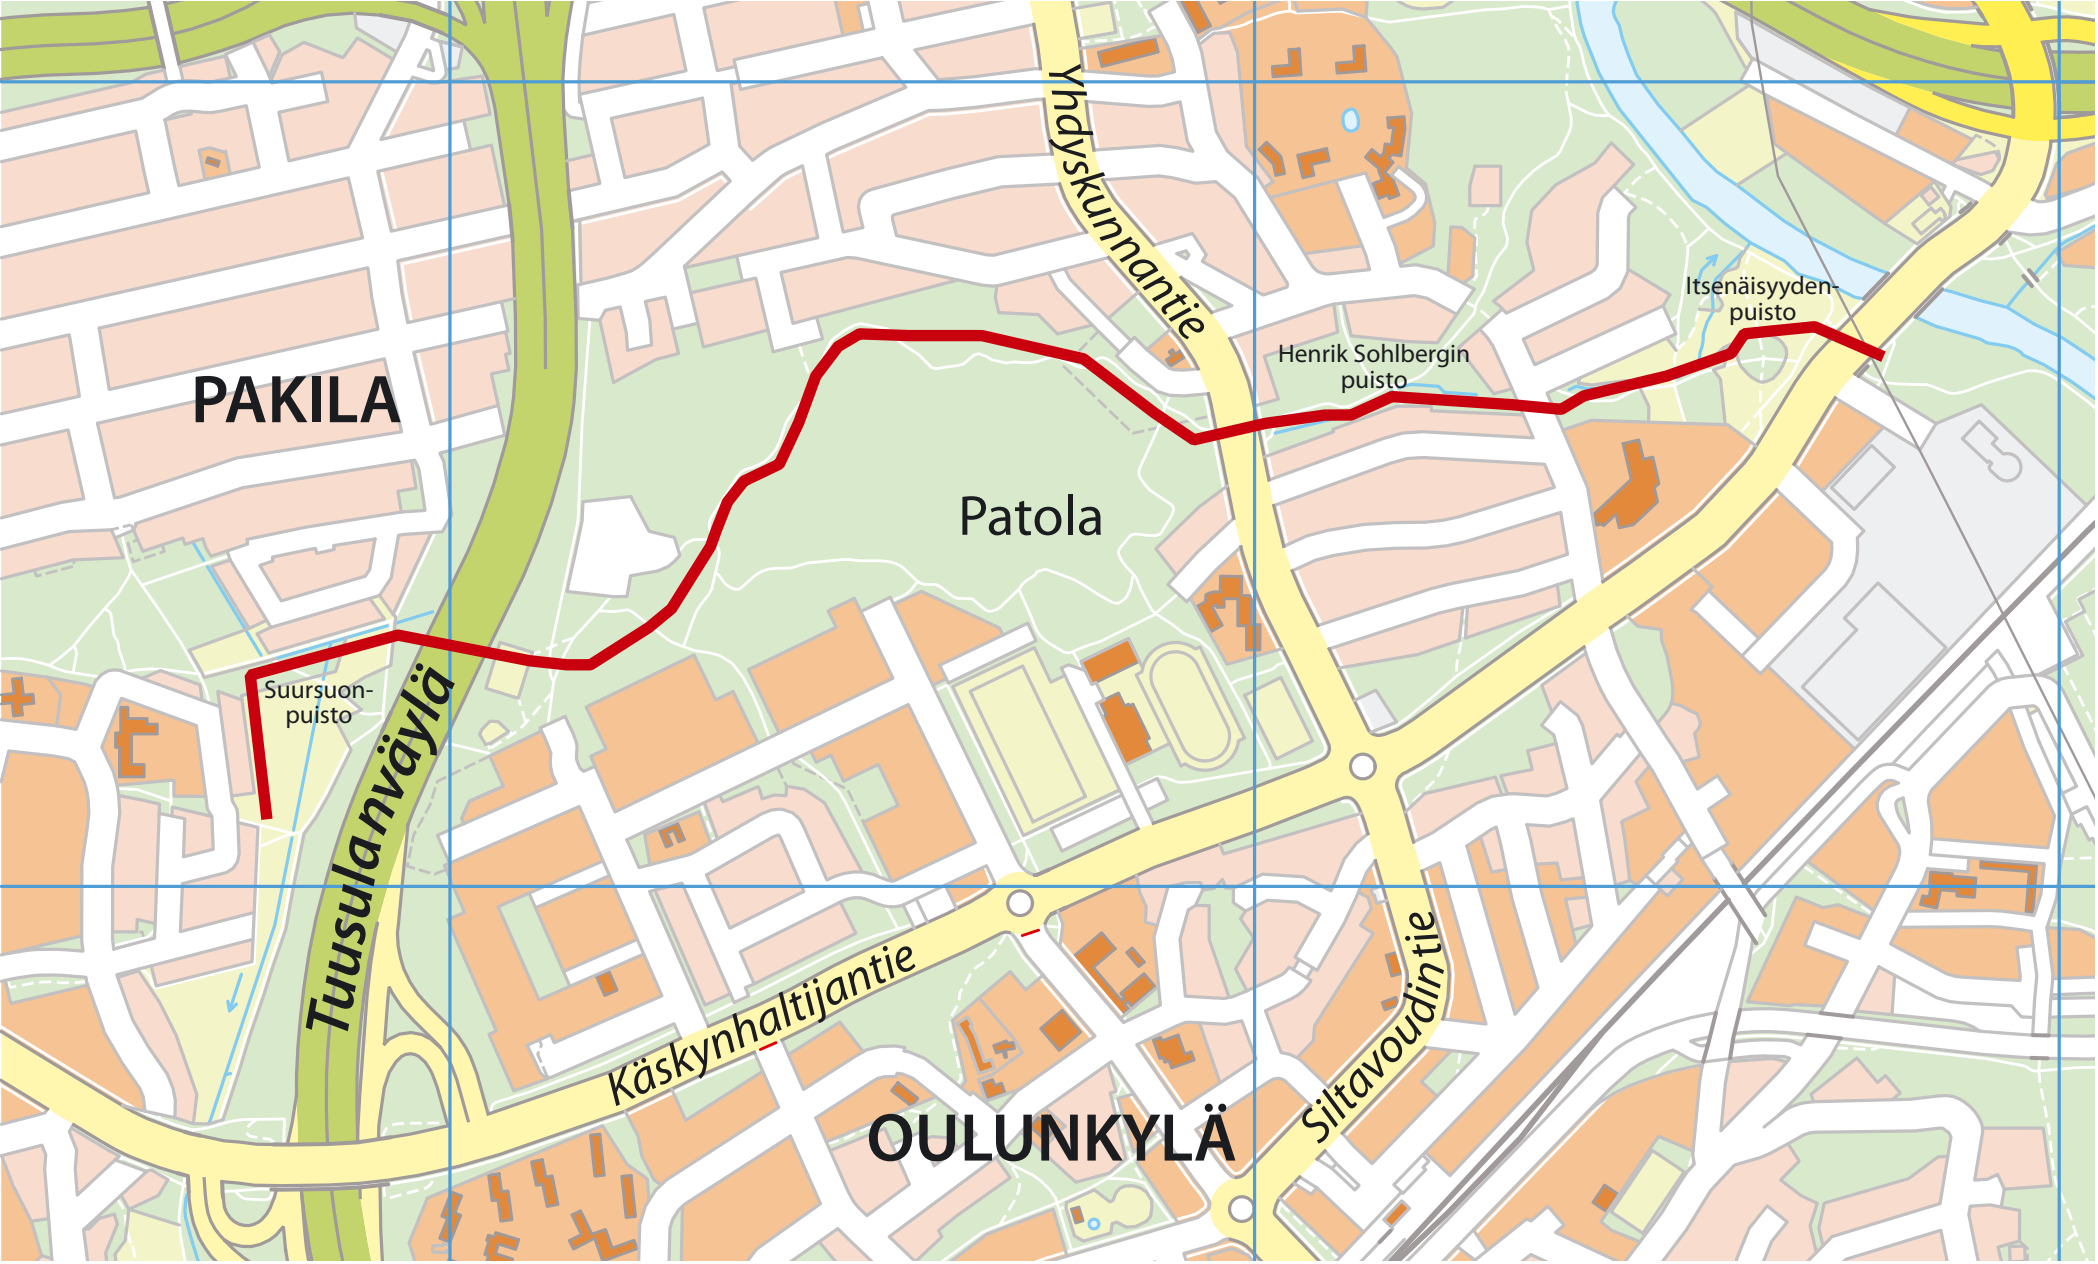 Yhdyskunnantie
Itsenäisyyden-
puisto
Henrik Sohlbergin
puisto
PAKILA
Patola
Suursuon-
puisto
Tuusulanväylä
Käskynhaltijantie
Siltavoudintie
OULUNKYLÄ